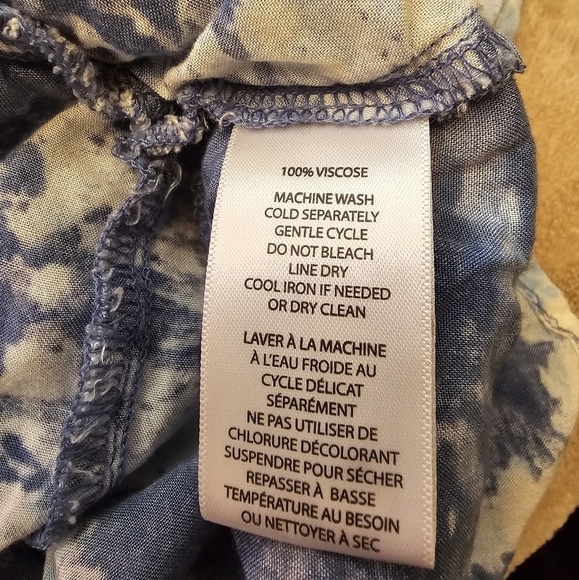 100% VISCOSE
MACHINE WASH
COLD SEPARATELY
GENTLE CYCLE
DO NOT BLEACH
LINE DRY
COOL IRON IF NEEDED
OR DRY CLEAN
LAVER À LA MACHINE
À L'EAU FROIDE AU
CYCLE DÉLICAT
SÉPARÉMENT
NE PAS UTILISER DE
CHLORURE DÉCOLORANT
SUSPENDRE POUR SÉCHER
REPASSER À BASSE
TEMPÉRATURE AU BESOIN
OU NETTOYER À SEC